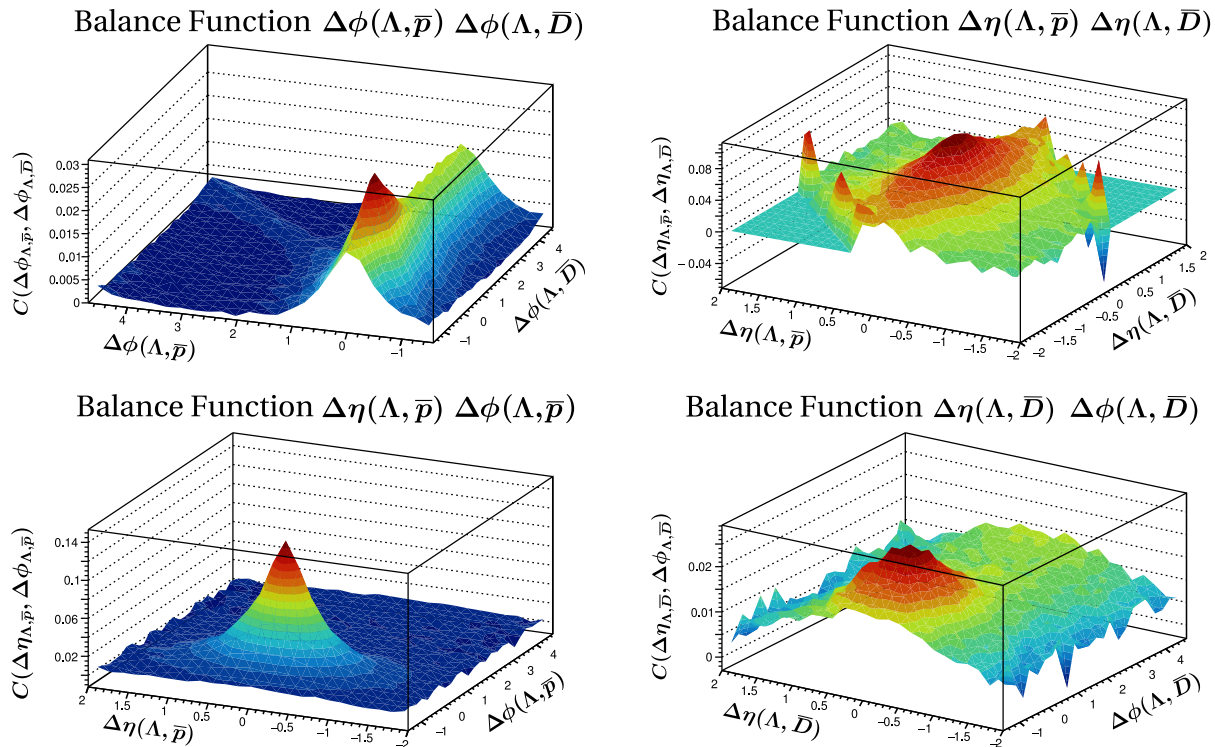 Balance Function Δϕ(Λ,p̅) Δϕ(Λ, D̅)
C(Δϕ_Λ,p̅, Δϕ_Λ,D̅)
0.03
0.025
0.02
0.015
0.01
0.005
0
4 3 2 1 0 −1
Δϕ(Λ,p̅)
−1 0 1 2 3 4
Δϕ(Λ, D̅)
Balance Function Δη(Λ,p̅) Δη(Λ, D̅)
C(Δη_Λ,p̅, Δη_Λ,D̅)
0.08
0.04
0
−0.04
2 1.5 1 0.5 0 −0.5 −1 −1.5 −2
Δη(Λ,p̅)
−2 −1.5 −1 −0.5 0 0.5 1 1.5 2
Δη(Λ, D̅)
Balance Function Δη(Λ,p̅) Δϕ(Λ,p̅)
C(Δη_Λ,p̅, Δϕ_Λ,p̅)
0.14
0.1
0.06
0.02
2 1.5 1 0.5 0 −0.5 −1 −1.5 −2
Δη(Λ,p̅)
−1 0 1 2 3 4
Δϕ(Λ,p̅)
Balance Function Δη(Λ, D̅) Δϕ(Λ, D̅)
C(Δη_Λ,D̅, Δϕ_Λ,D̅)
0.02
0.01
0
2 1.5 1 0.5 0 −0.5 −1 −1.5 −2
Δη(Λ, D̅)
−1 0 1 2 3 4
Δϕ(Λ, D̅)